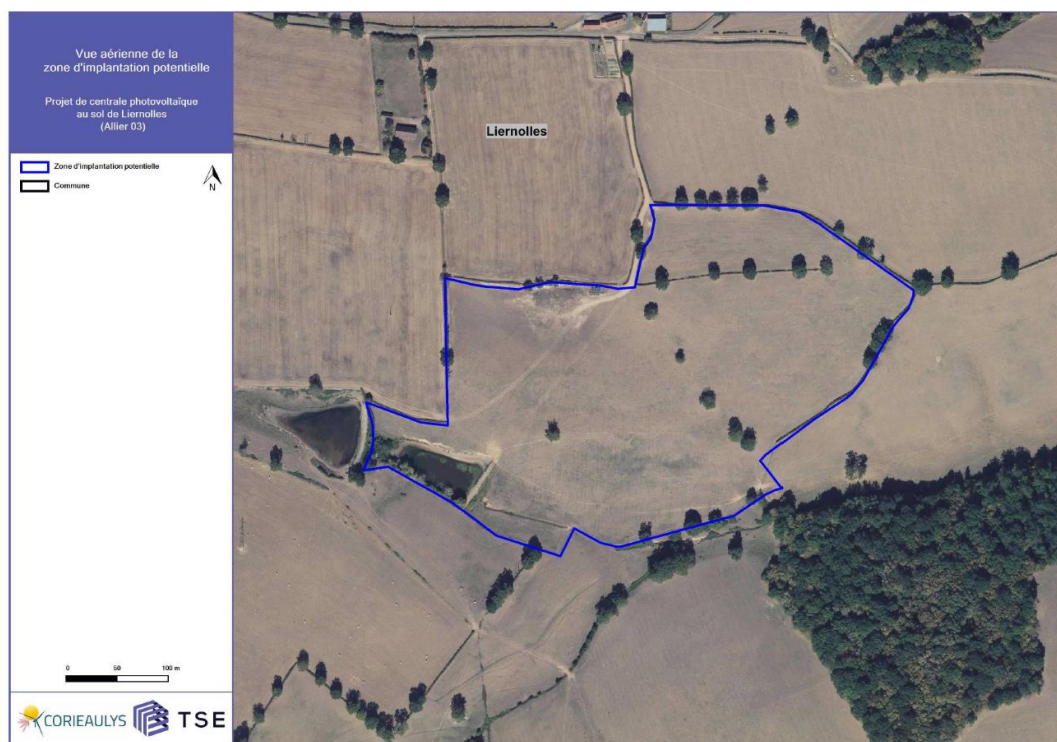 Vue aérienne de la
zone d'implantation potentielle
Projet de centrale photovoltaïque
au sol de Liernolles
(Allier 03)
Zone d'implantation potentielle
Commune
N
Liernolles
0 50 100 m
CORIEAULYS TSE